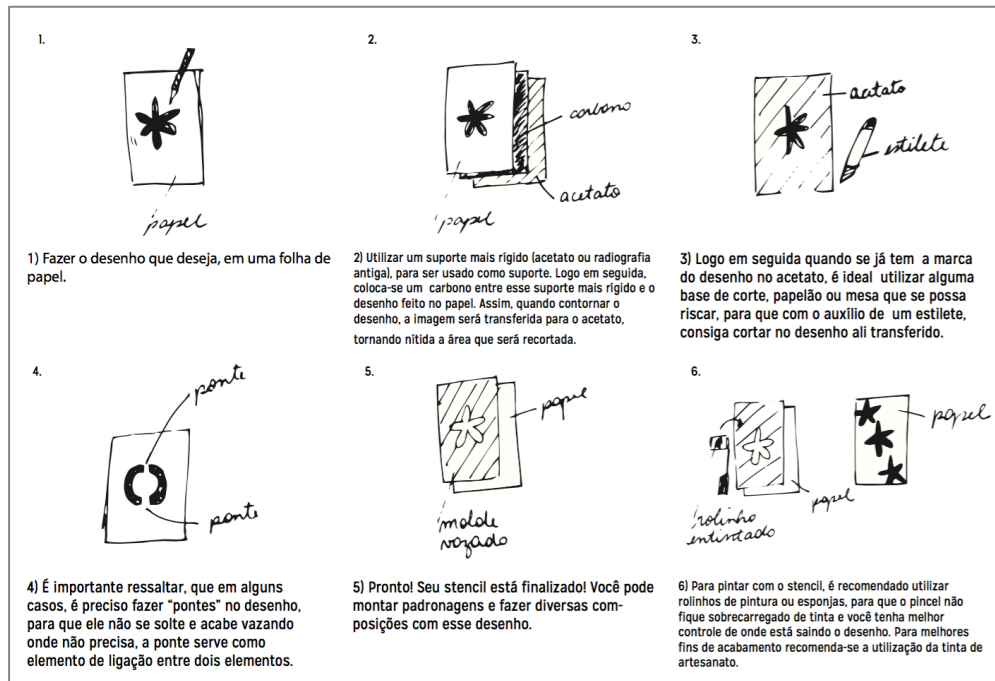 1.
papel
1) Fazer o desenho que deseja, em uma folha de
papel.
2.
carbono
acetato
papel
2) Utilizar um suporte mais rígido (acetato ou radiografia
antiga), para ser usado como suporte. Logo em seguida,
coloca-se um carbono entre esse suporte mais rígido e o
desenho feito no papel. Assim, quando contornar o
desenho, a imagem será transferida para o acetato,
tornando nítida a área que será recortada.
3.
acetato
estilete
3) Logo em seguida quando se já tem a marca
do desenho no acetato, é ideal utilizar alguma
base de corte, papelão ou mesa que se possa
riscar, para que com o auxílio de um estilete,
consiga cortar no desenho ali transferido.
4.
ponte
ponte
4) É importante ressaltar, que em alguns
casos, é preciso fazer “pontes” no desenho,
para que ele não se solte e acabe vazando
onde não precisa, a ponte serve como
elemento de ligação entre dois elementos.
5.
papel
molde
vazado
5) Pronto! Seu stencil está finalizado! Você pode
montar padronagens e fazer diversas com-
posições com esse desenho.
6.
papel
papel
rolinho
entintado
6) Para pintar com o stencil, é recomendado utilizar
rolinhos de pintura ou esponjas, para que o pincel não
fique sobrecarregado de tinta e você tenha melhor
controle de onde está saindo o desenho. Para melhores
fins de acabamento recomenda-se a utilização da tinta de
artesanato.